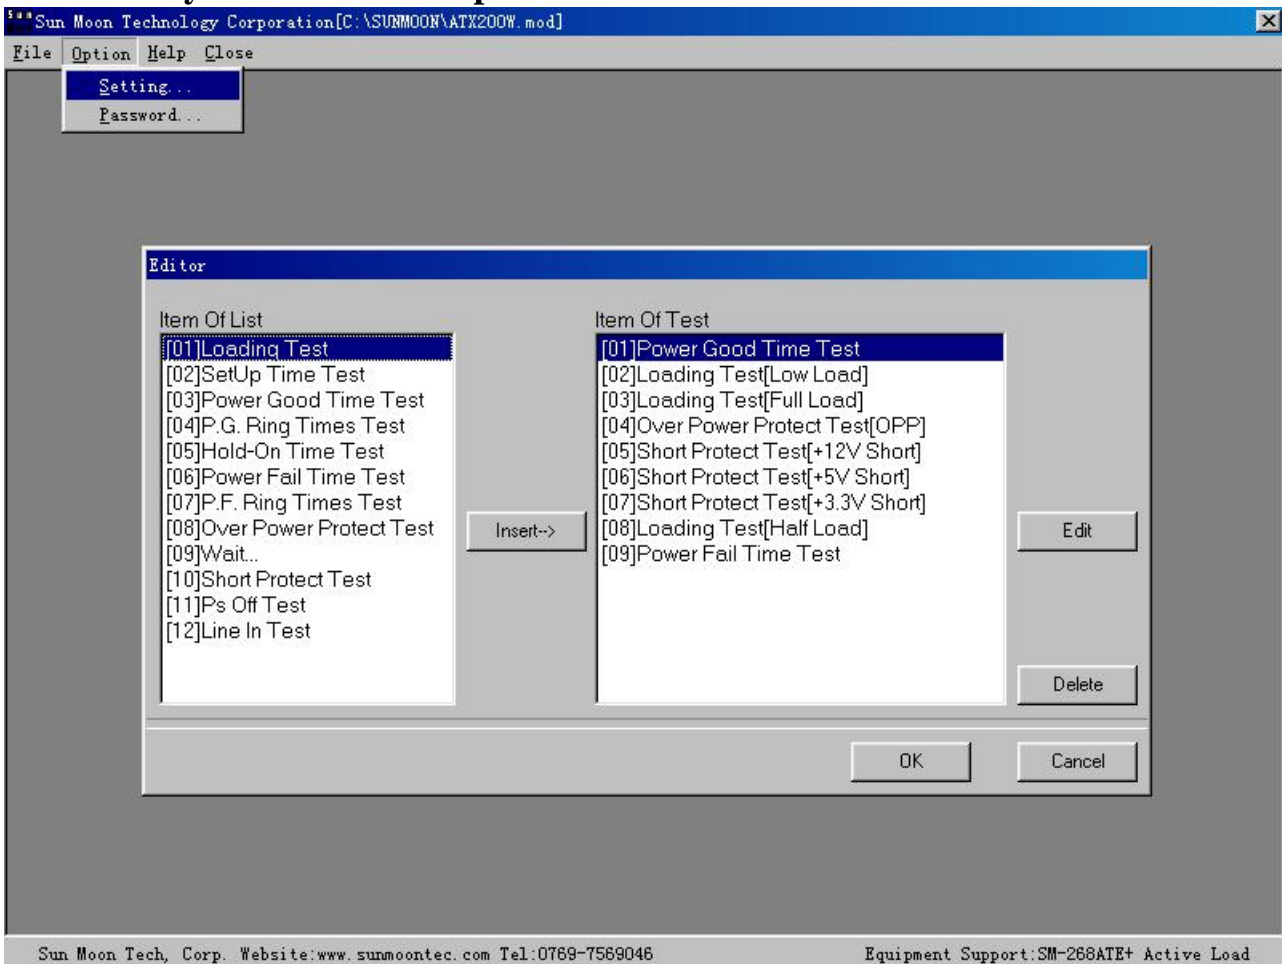 Sun Moon Technology Corporation[C:\SUNMOON\ATX200W.mod]
File Option Help Close
Setting...
Password...
Editor
Item Of List
[01]Loading Test
[02]SetUp Time Test
[03]Power Good Time Test
[04]P.G. Ring Times Test
[05]Hold-On Time Test
[06]Power Fail Time Test
[07]P.F. Ring Times Test
[08]Over Power Protect Test
[09]Wait...
[10]Short Protect Test
[11]Ps Off Test
[12]Line In Test
Insert-->
Item Of Test
[01]Power Good Time Test
[02]Loading Test[Low Load]
[03]Loading Test[Full Load]
[04]Over Power Protect Test[OPP]
[05]Short Protect Test[+12V Short]
[06]Short Protect Test[+5V Short]
[07]Short Protect Test[+3.3V Short]
[08]Loading Test[Half Load]
[09]Power Fail Time Test
Edit
Delete
OK Cancel
Sun Moon Tech, Corp. Website:www.sunmoontec.com Tel:0769-7569046 Equipment Support:SM-268ATE+ Active Load